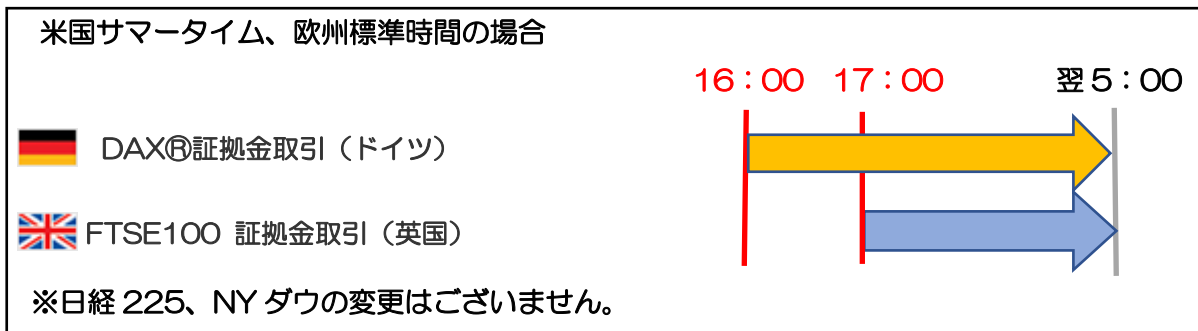 米国サマータイム、欧州標準時間の場合
16：00 17：00 翌5：00
DAX®証拠金取引（ドイツ）
FTSE100 証拠金取引（英国）
※日経 225、NY ダウの変更はございません。